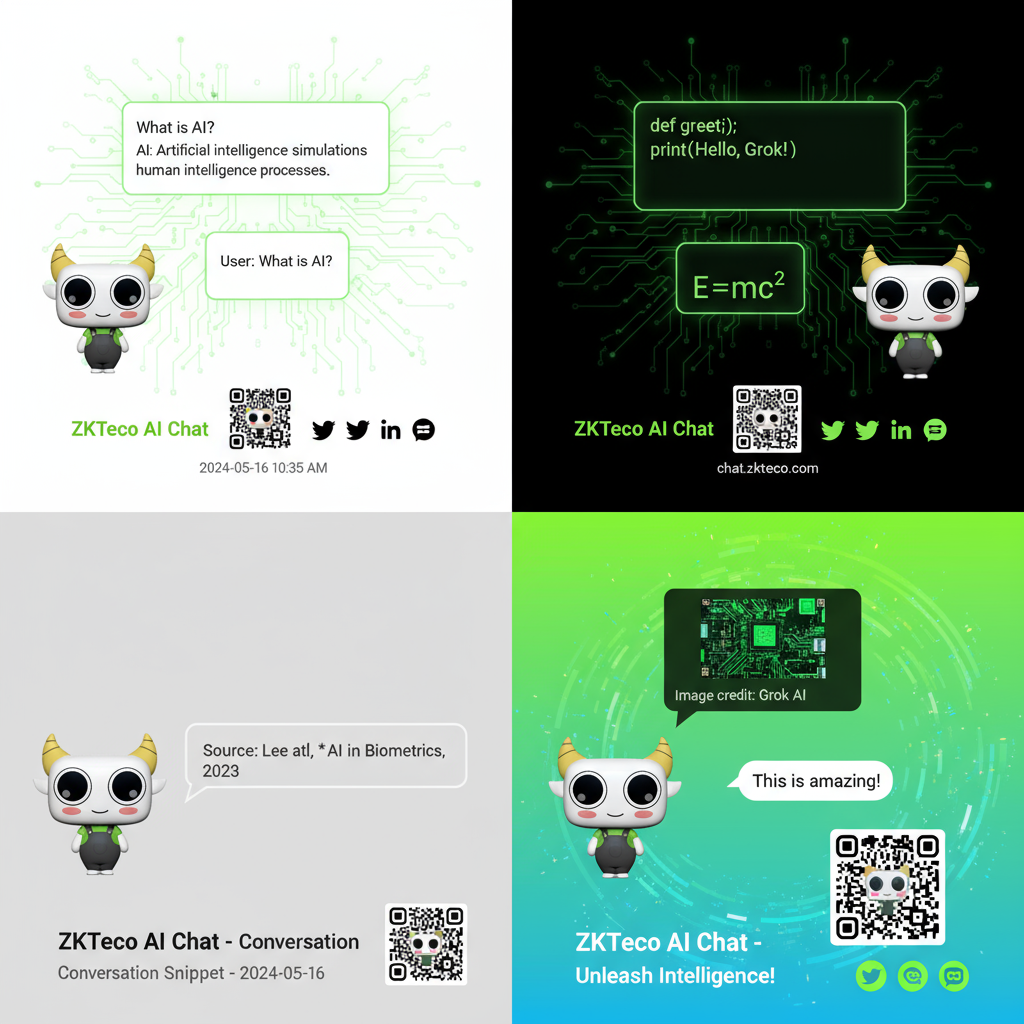 What is AI?
AI: Artificial intelligence simulations
human intelligence processes.
User: What is AI?
ZKTeco AI Chat
in
2024-05-16 10:35 AM
def greet¡);
print(Hello, Grok!)
E=mc²
ZKTeco AI Chat
in
chat.zkteco.com
Source: Lee atl, *AI in Biometrics,
2023
ZKTeco AI Chat - Conversation
Conversation Snippet - 2024-05-16
Image credit: Grok AI
This is amazing!
ZKTeco AI Chat -
Unleash Intelligence!